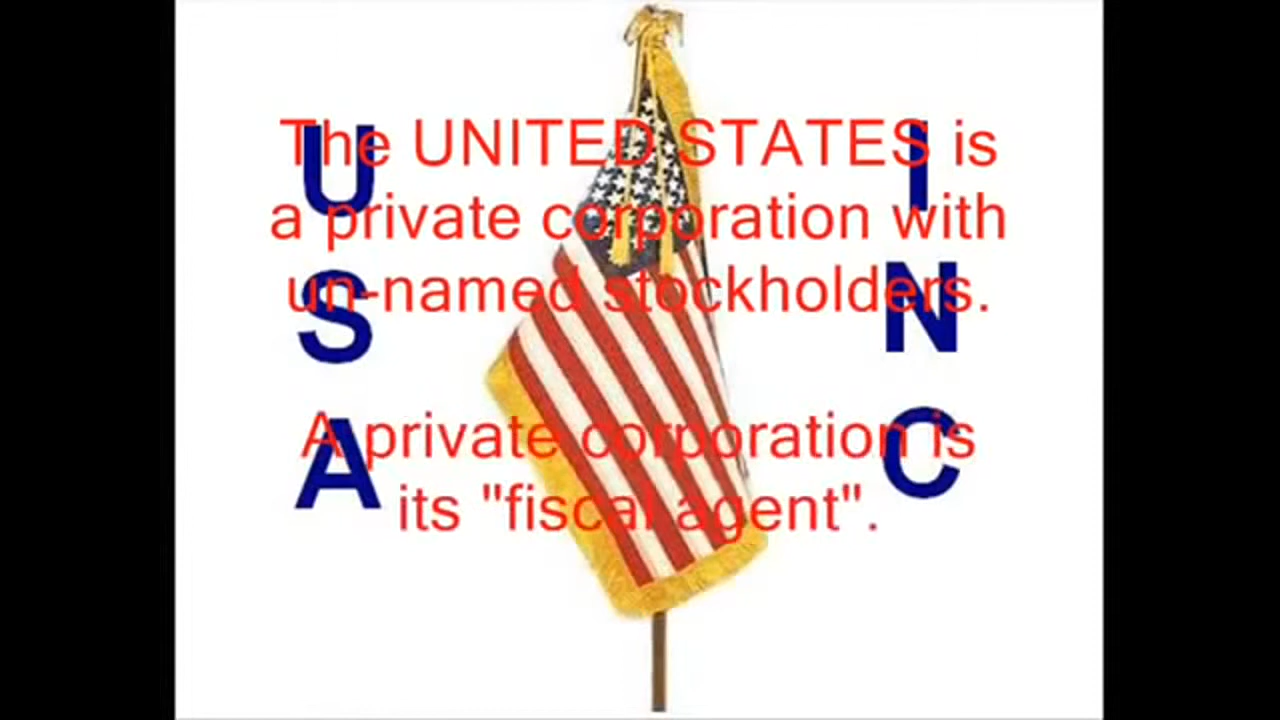 The UNITED STATES is
a private corporation with
un-named stockholders.
A private corporation is
its "fiscal agent".
U
S
A
I
N
C